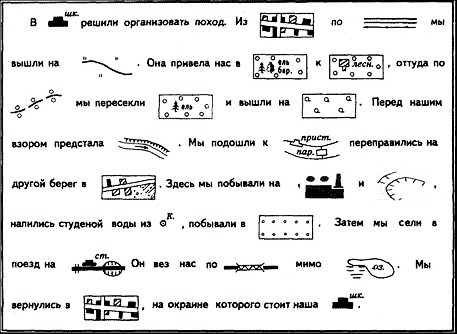 В шк. решили организовать поход. Из по мы
вышли на . Она привела нас в ель бер. к лесн. , оттуда по
мы пересекли ель и вышли на . Перед нашим
взором предстала . Мы подошли к прист. пар. переправились на
другой берег в . Здесь мы побывали на и ,
напились студеной воды из к. , побывали в . Затем мы сели в
поезд на ст. Он вез нас по мимо оз. . Мы
вернулись в , на окраине которого стоит наша шк.